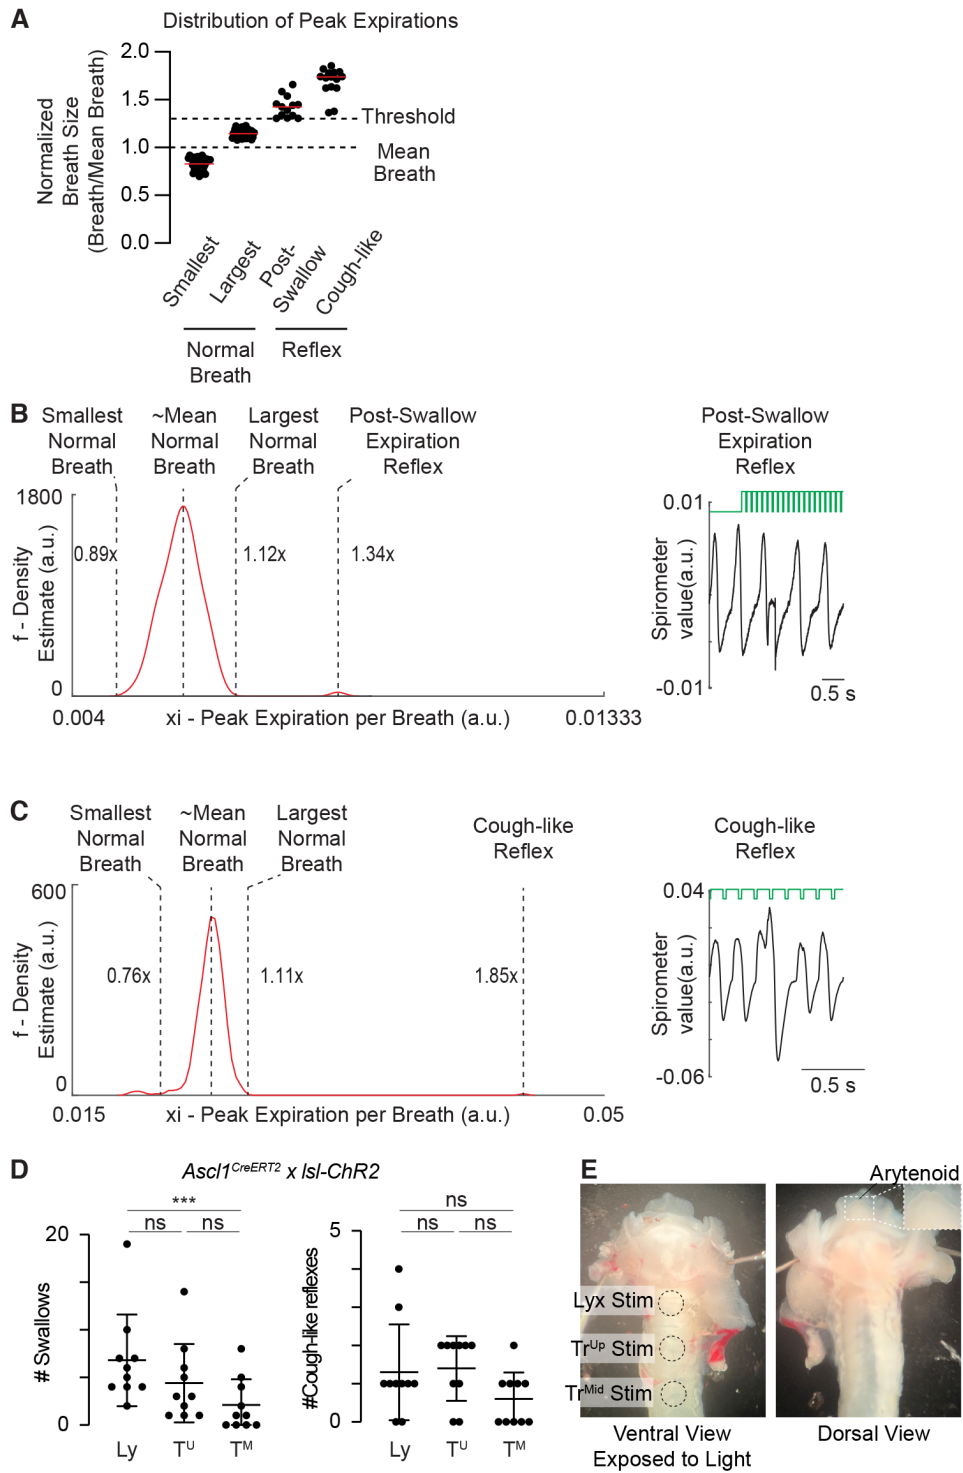 A
Distribution of Peak Expirations
Normalized
Breath Size
(Breath/Mean Breath)
2.0
1.5
1.0
0.5
0.0
Threshold
Mean
Breath
Smallest
Largest
Post-
Swallow
Cough-like
Normal
Breath
Reflex
B
Smallest
Normal
Breath
~Mean
Normal
Breath
Largest
Normal
Breath
Post-Swallow
Expiration
Reflex
f - Density
Estimate (a.u.)
1800
0
0.89x
1.12x
1.34x
0.004
xi - Peak Expiration per Breath (a.u.)
0.01333
Post-Swallow
Expiration
Reflex
Spirometer
value(a.u.)
0.01
-0.01
0.5 s
C
Smallest
Normal
Breath
~Mean
Normal
Breath
Largest
Normal
Breath
Cough-like
Reflex
f - Density
Estimate (a.u.)
600
0
0.76x
1.11x
1.85x
0.015
xi - Peak Expiration per Breath (a.u.)
0.05
Cough-like
Reflex
Spirometer
value(a.u.)
0.04
-0.06
0.5 s
D
Ascl1CreERT2 x lsl-ChR2
***
ns
ns
# Swallows
20
0
Ly
TU
TM
ns
ns
ns
#Cough-like reflexes
5
0
Ly
TU
TM
E
Arytenoid
Lyx Stim
TrUp Stim
TrMid Stim
Ventral View
Exposed to Light
Dorsal View